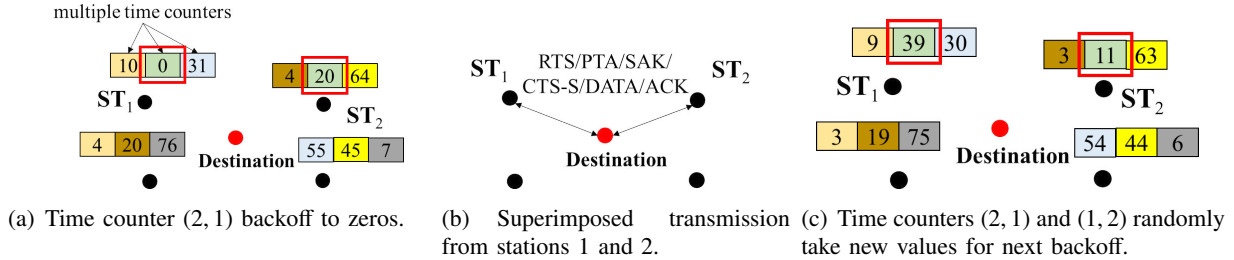 multiple time counters
10 0 31
4 20 64
ST1
ST2
4 20 76
Destination
55 45 7
(a) Time counter (2, 1) backoff to zeros.
RTS/PTA/SAK/
CTS-S/DATA/ACK
ST1
ST2
Destination
(b) Superimposed transmission
from stations 1 and 2.
9 39 30
3 11 63
ST1
ST2
3 19 75
Destination
54 44 6
(c) Time counters (2, 1) and (1, 2) randomly
take new values for next backoff.